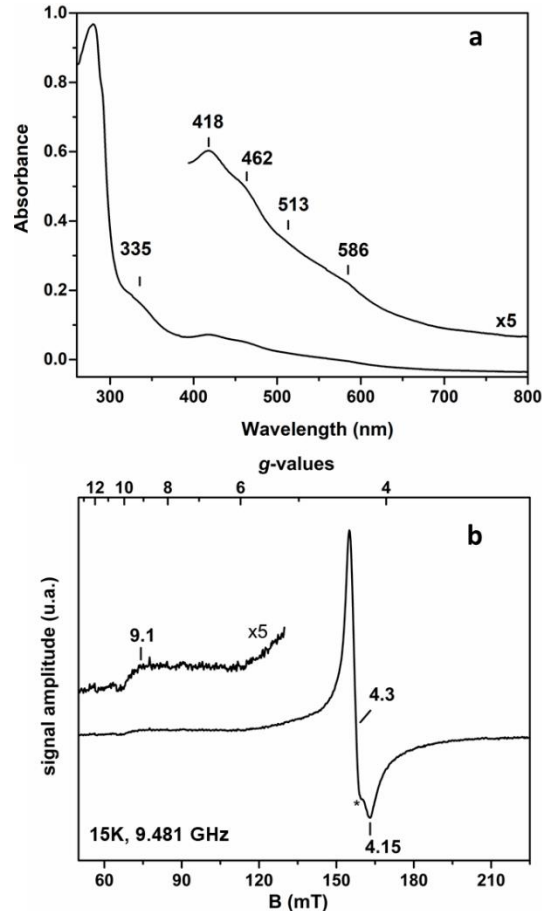 a
1.0
0.8
0.6
0.4
0.2
0.0
Absorbance
418
462
513
586
335
x5
300 400 500 600 700 800
Wavelength (nm)
g-values
12 10 8 6 4
b
signal amplitude (u.a.)
9.1
x5
4.3
*
4.15
15K, 9.481 GHz
60 90 120 150 180 210
B (mT)